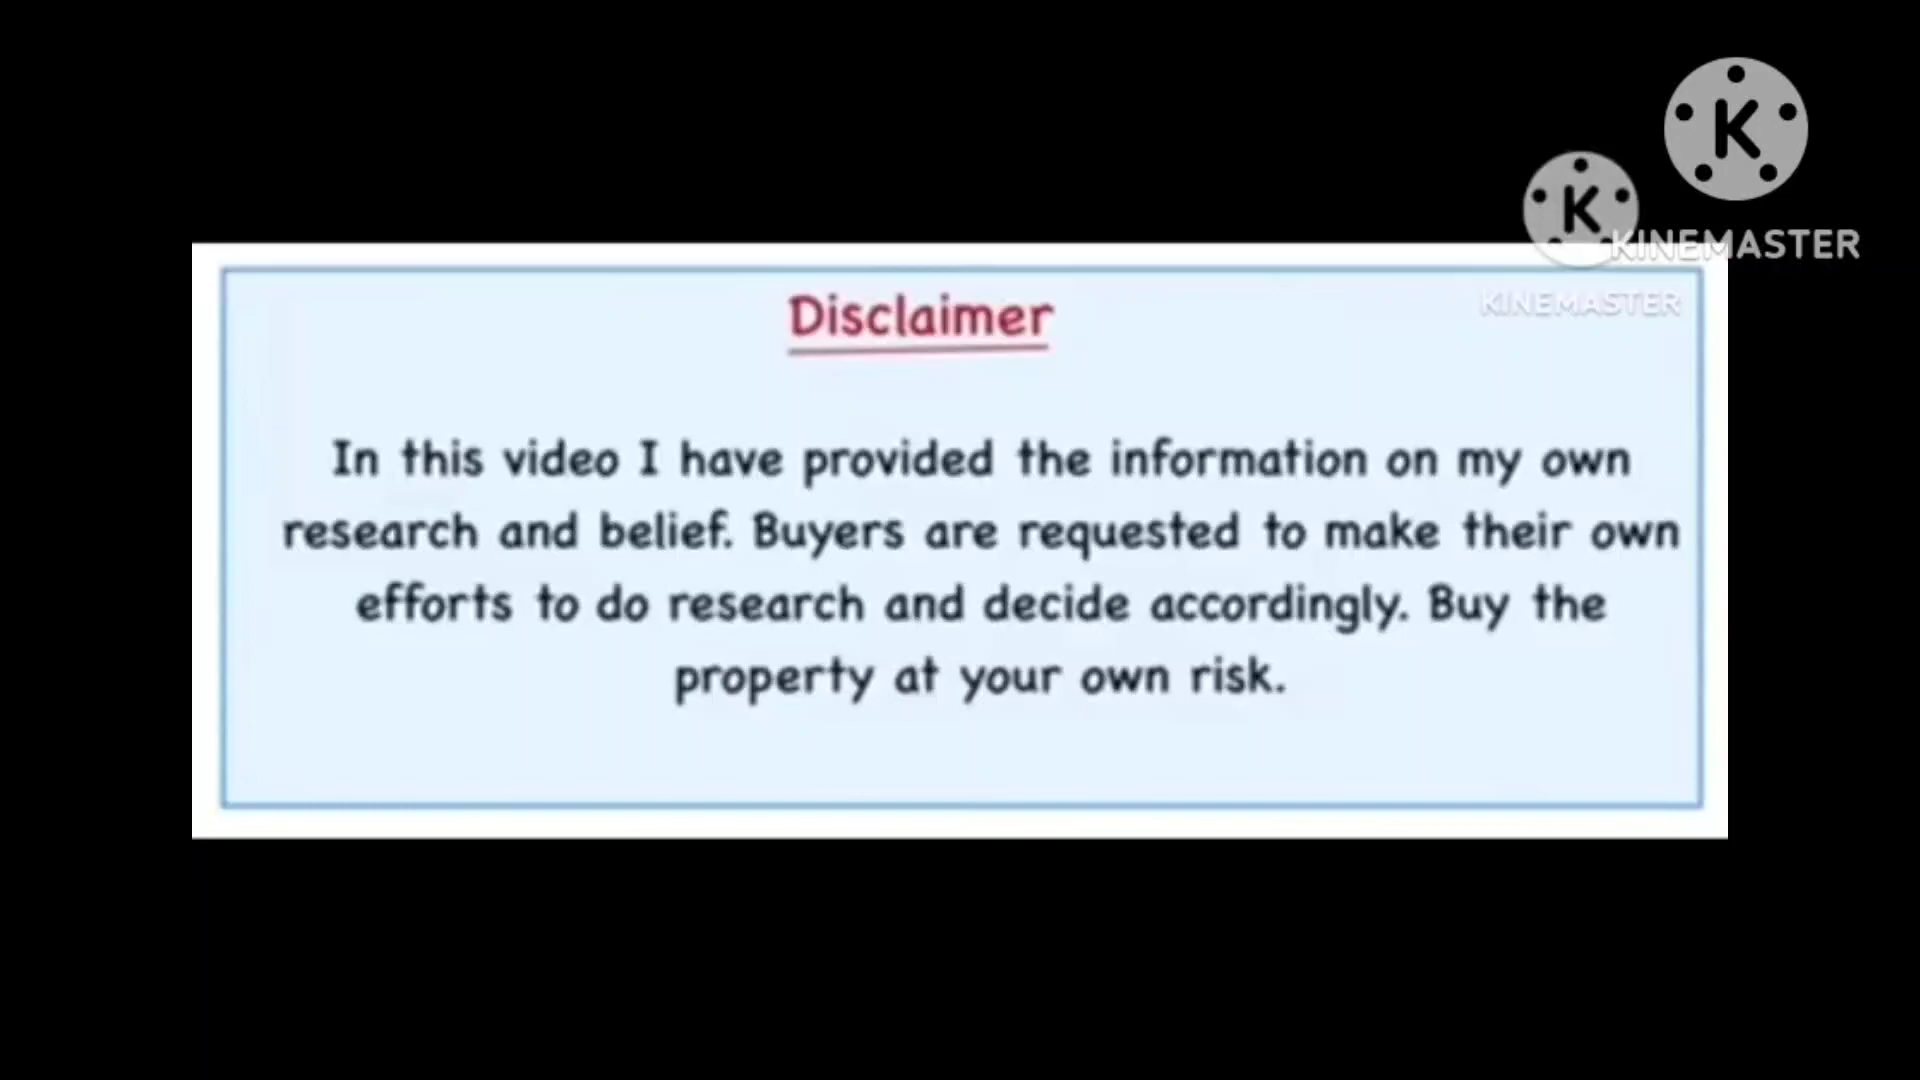 K
K
KINEMASTER
KINEMASTER
Disclaimer
In this video I have provided the information on my own
research and belief. Buyers are requested to make their own
efforts to do research and decide accordingly. Buy the
property at your own risk.